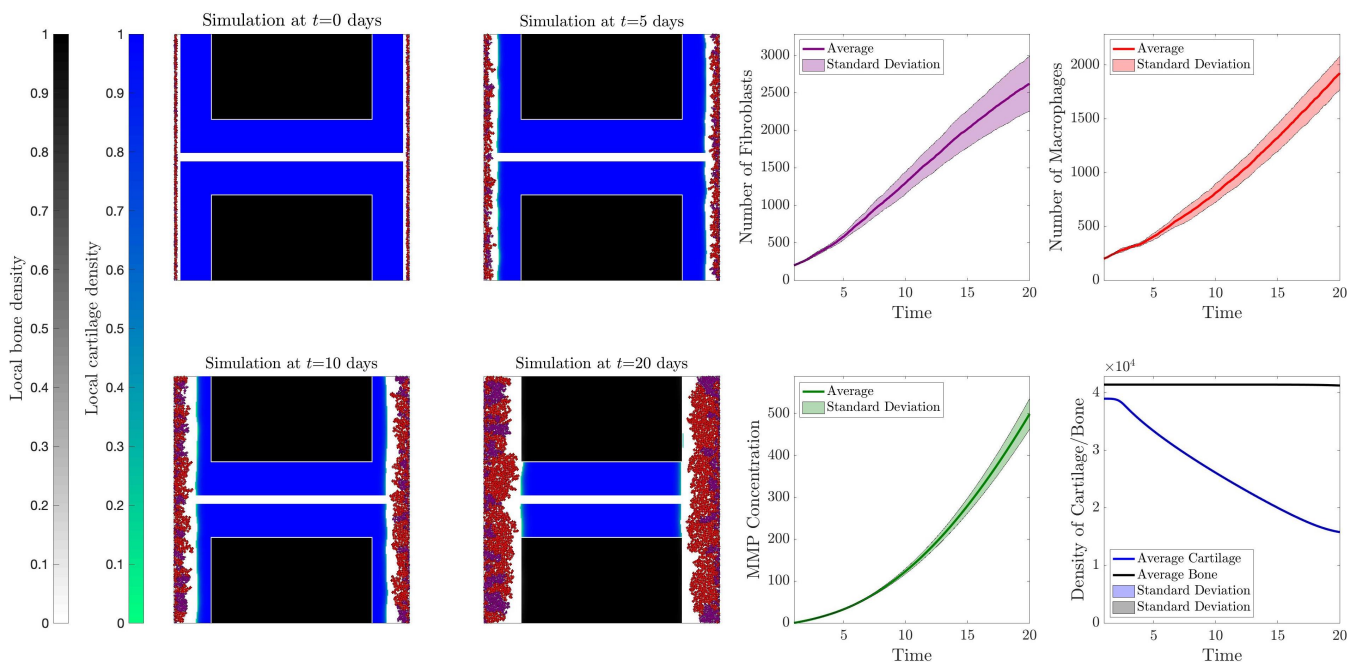 Simulation at t=0 days
Simulation at t=5 days
Local bone density
1
0.9
0.8
0.7
0.6
0.5
0.4
0.3
0.2
0.1
0
Local cartilage density
1
0.9
0.8
0.7
0.6
0.5
0.4
0.3
0.2
0.1
0
Number of Fibroblasts
3000
2500
2000
1500
1000
500
0
Average
Standard Deviation
5 10 15 20
Time
Number of Macrophages
2000
1500
1000
500
0
Average
Standard Deviation
5 10 15 20
Time
Simulation at t=10 days
Simulation at t=20 days
MMP Concentration
500
400
300
200
100
0
Average
Standard Deviation
5 10 15 20
Time
Density of Cartilage/Bone
×10⁴
4
3
2
1
0
Average Cartilage
Average Bone
Standard Deviation
Standard Deviation
5 10 15 20
Time